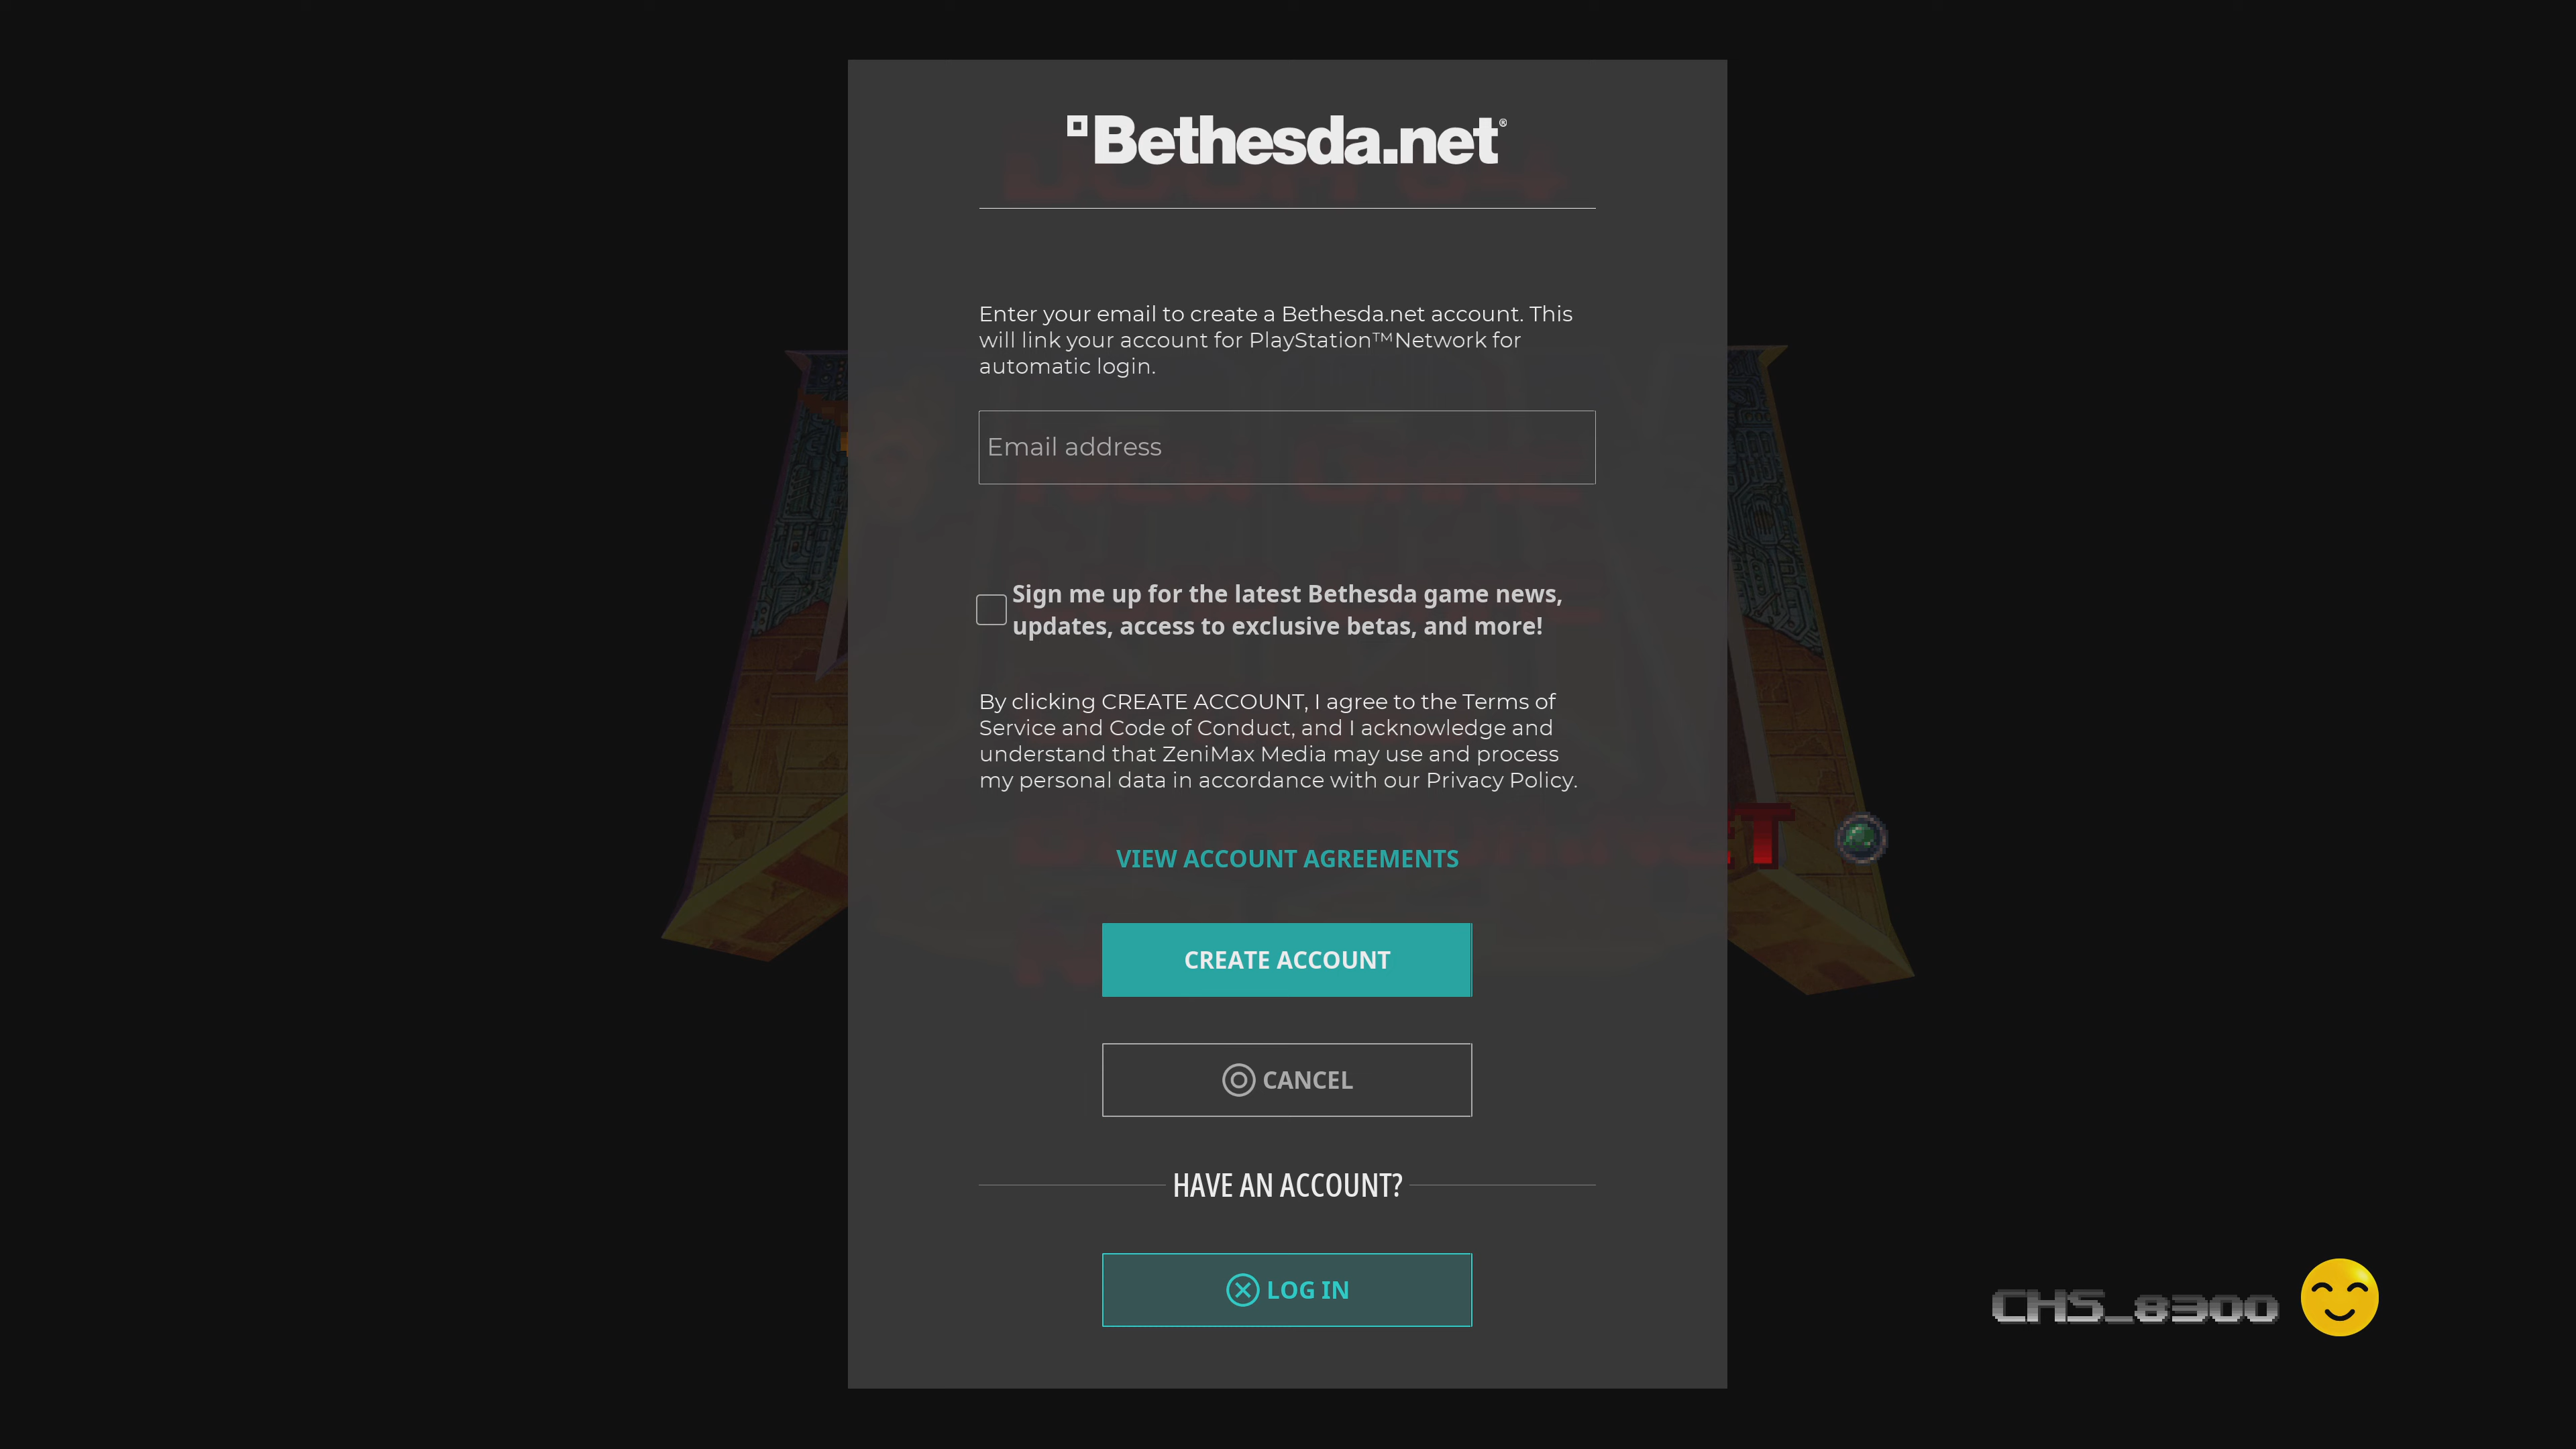 Bethesda.net®
Enter your email to create a Bethesda.net account. This
will link your account for PlayStation™Network for
automatic login.
Email address
Sign me up for the latest Bethesda game news,
updates, access to exclusive betas, and more!
By clicking CREATE ACCOUNT, I agree to the Terms of
Service and Code of Conduct, and I acknowledge and
understand that ZeniMax Media may use and process
my personal data in accordance with our Privacy Policy.
VIEW ACCOUNT AGREEMENTS
CREATE ACCOUNT
CANCEL
HAVE AN ACCOUNT?
LOG IN
CHS_8300